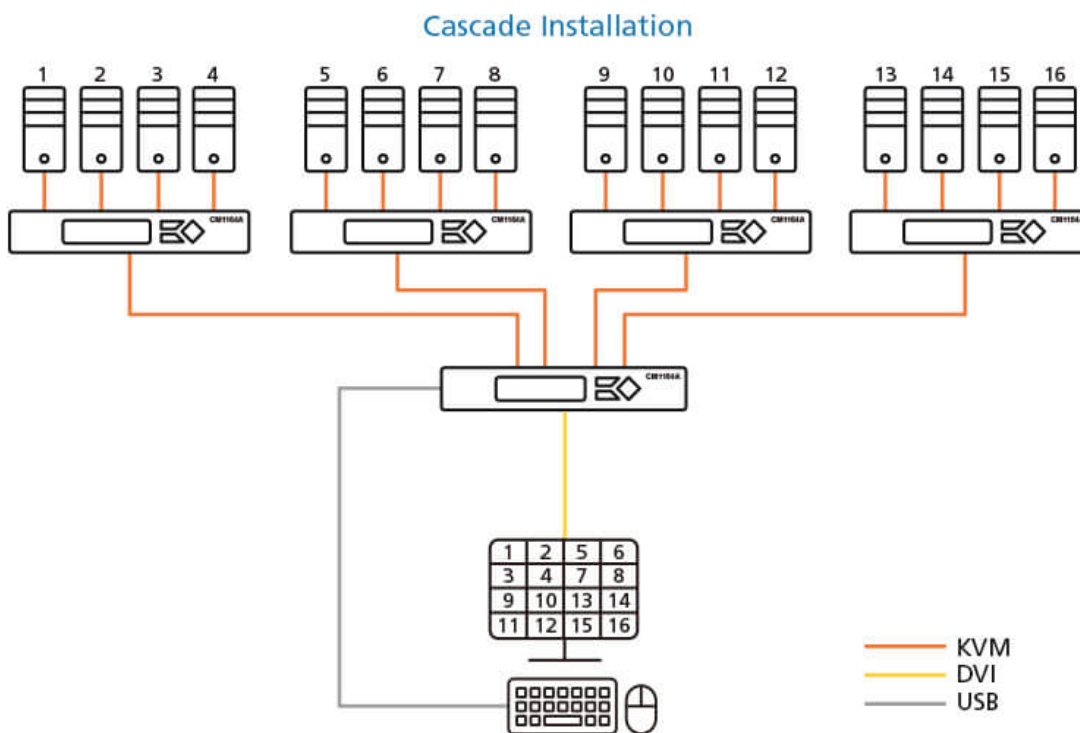 Cascade Installation
1 2 3 4 5 6 7 8 9 10 11 12 13 14 15 16
CM1164A CM1164A CM1164A CM1164A
CM1164A
1 2 5 6
3 4 7 8
9 10 13 14
11 12 15 16
KVM
DVI
USB